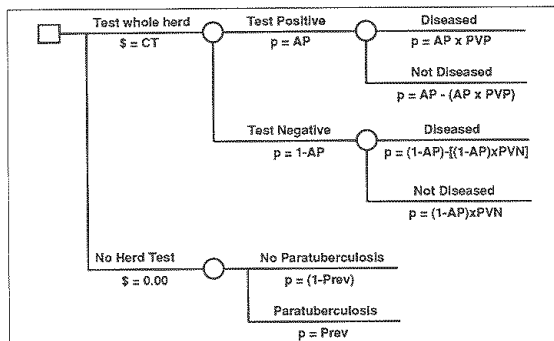 Test whole herd
$ = CT
Test Positive
p = AP
Diseased
p = AP x PVP
Not Diseased
p = AP - (AP x PVP)
Test Negative
p = 1-AP
Diseased
p = (1-AP)-[(1-AP)xPVN]
Not Diseased
p = (1-AP)xPVN
No Herd Test
$ = 0.00
No Paratuberculosis
p = (1-Prev)
Paratuberculosis
p = Prev